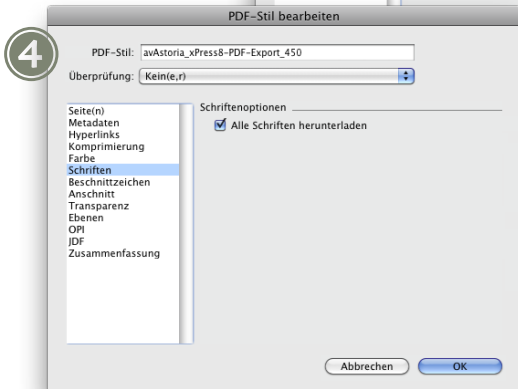 PDF-Stil bearbeiten
4
PDF-Stil: avAstoria_xPress8-PDF-Export_450
Überprüfung: Kein(e,r)
Schriftenoptionen
Alle Schriften herunterladen
Seite(n)
Metadaten
Hyperlinks
Komprimierung
Farbe
Schriften
Beschnittzeichen
Anschnitt
Transparenz
Ebenen
OPI
JDF
Zusammenfassung
Abbrechen OK